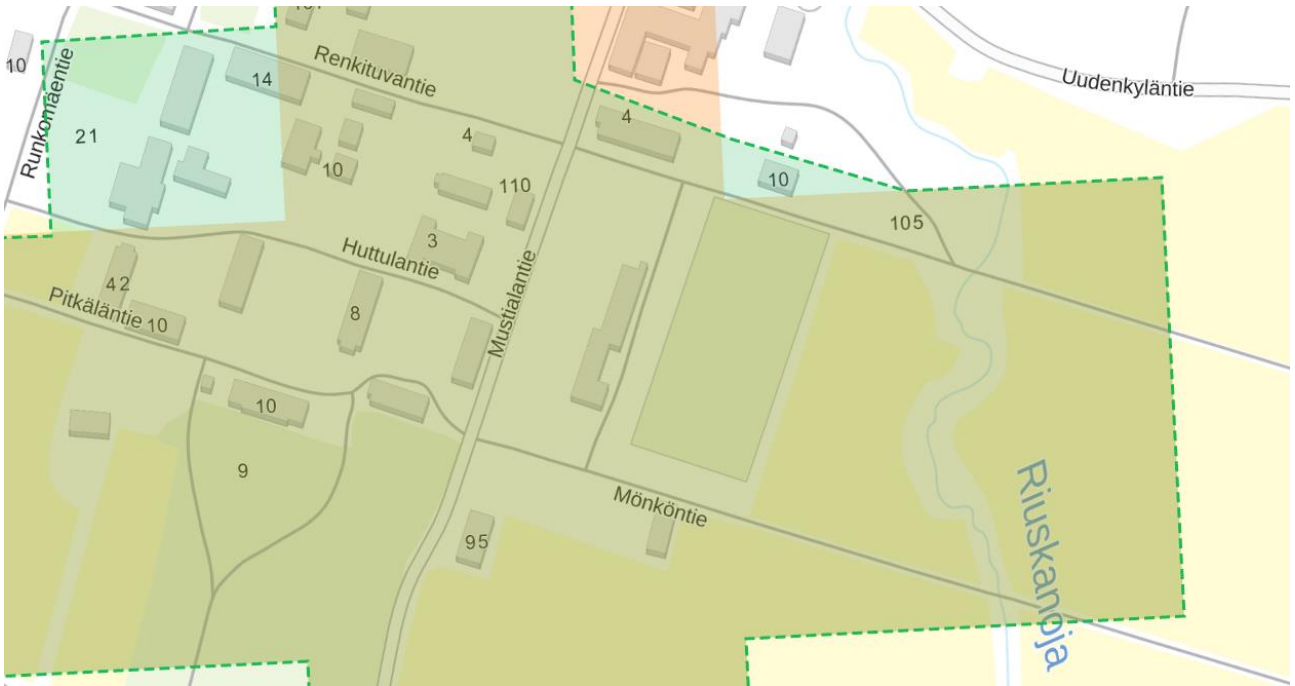 Renkituvantie
10
14
Runkomäentie
21
4
4
10
10
110
105
Uudenkyläntie
3
Huttulantie
Mustialantie
42
Pitkäläntie
10
8
10
9
Mönköntie
95
Riuskanoja